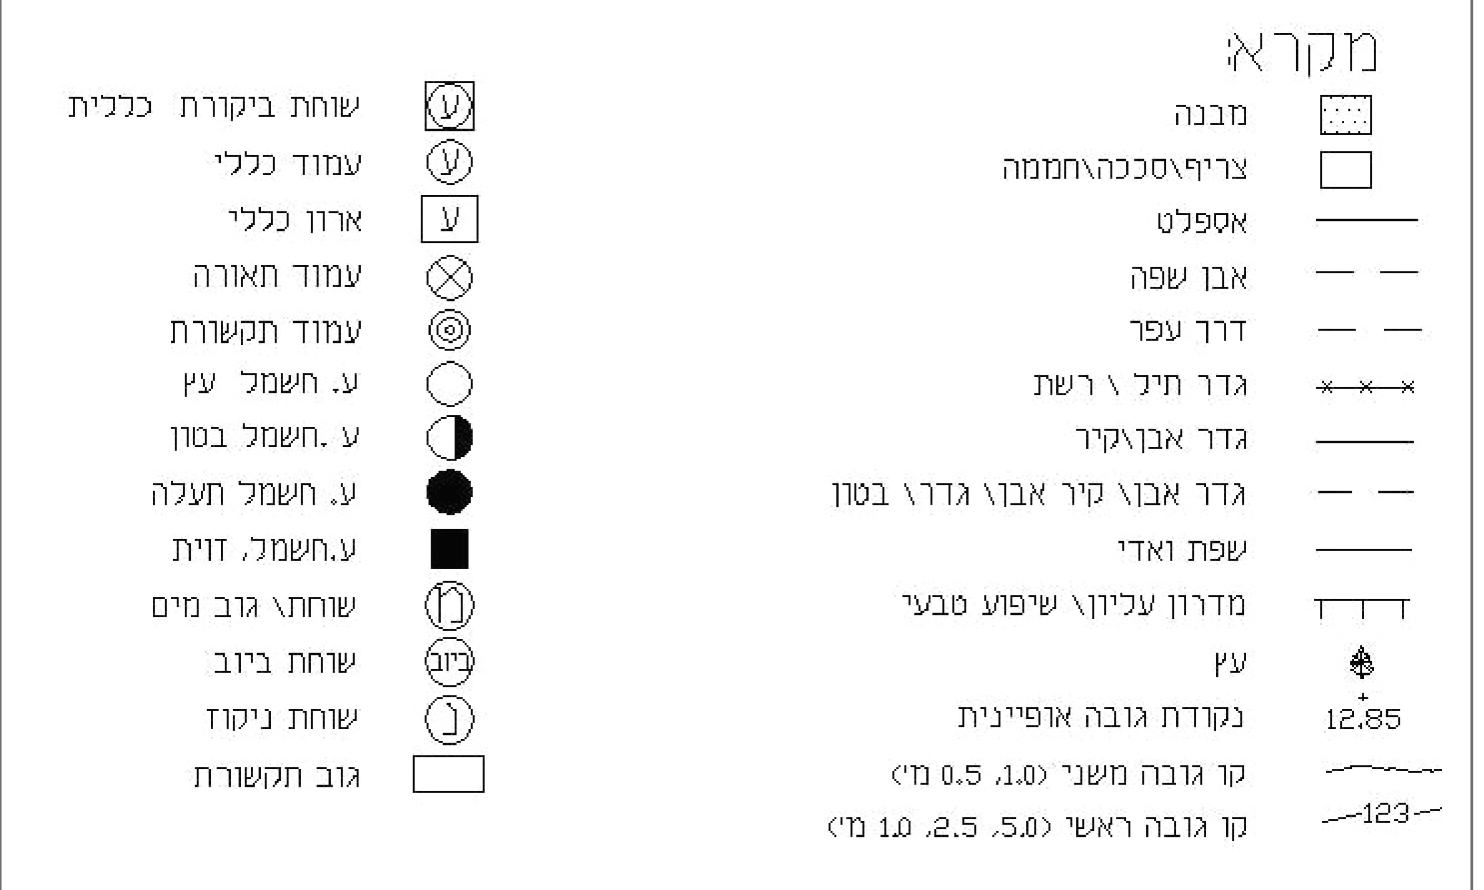 מקרא:
מבנה
צריף\סככה\חממה
אספלט
אבן שפה
דרך עפר
גדר תיל \ רשת
גדר אבן\קיר
גדר אבן\ קיר אבן\ גדר\ בטון
שפת ואדי
מדרון עליון\ שיפוע טבעי
עץ
נקודת גובה אופיינית 12.85
קו גובה משני (1.0, 0.5 מ')
קו גובה ראשי (5.0, 2.5, 1.0 מ') 123
ע שוחת ביקורת כללית
ע עמוד כללי
ע ארון כללי
עמוד תאורה
עמוד תקשורת
ע. חשמל עץ
ע .חשמל בטון
ע. חשמל תעלה
ע.חשמל, זוית
מ שוחת\ גוב מים
ביוב שוחת ביוב
נ שוחת ניקוז
גוב תקשורת